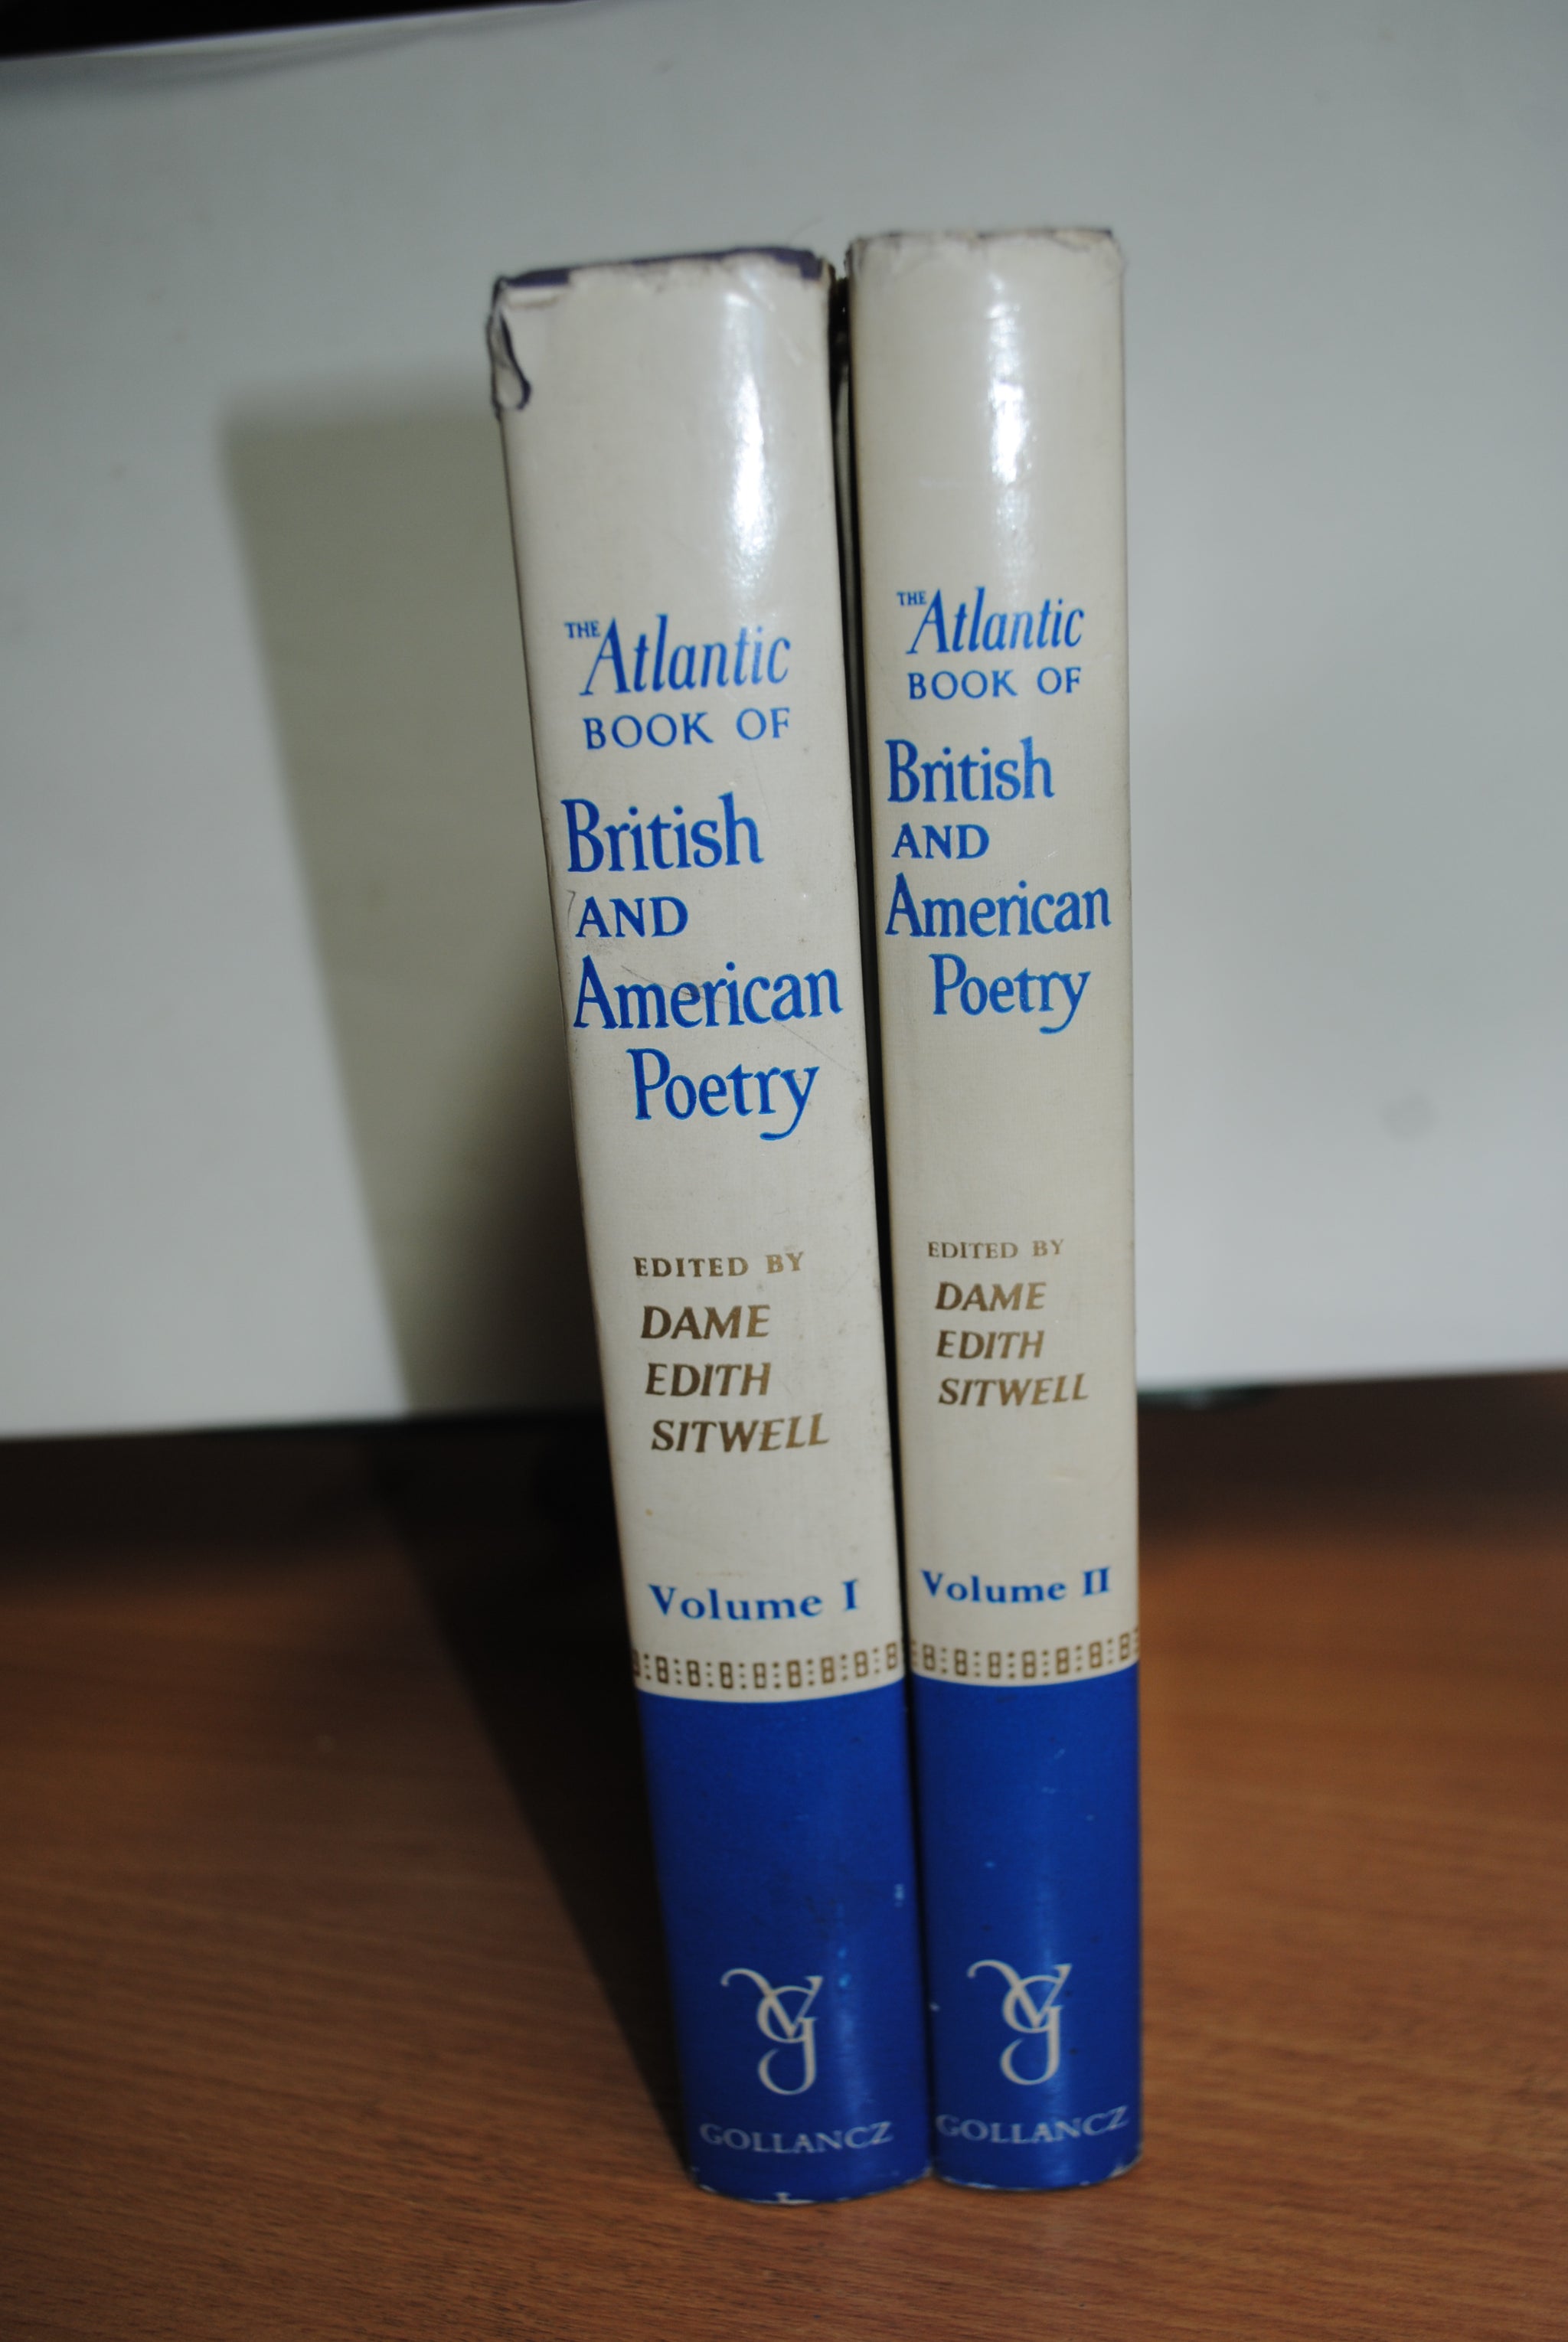 THE Atlantic
BOOK OF
British
AND
American
Poetry
EDITED BY
DAME
EDITH
SITWELL
Volume I
VG
GOLLANCZ
THE Atlantic
BOOK OF
British
AND
American
Poetry
EDITED BY
DAME
EDITH
SITWELL
Volume II
VG
GOLLANCZ